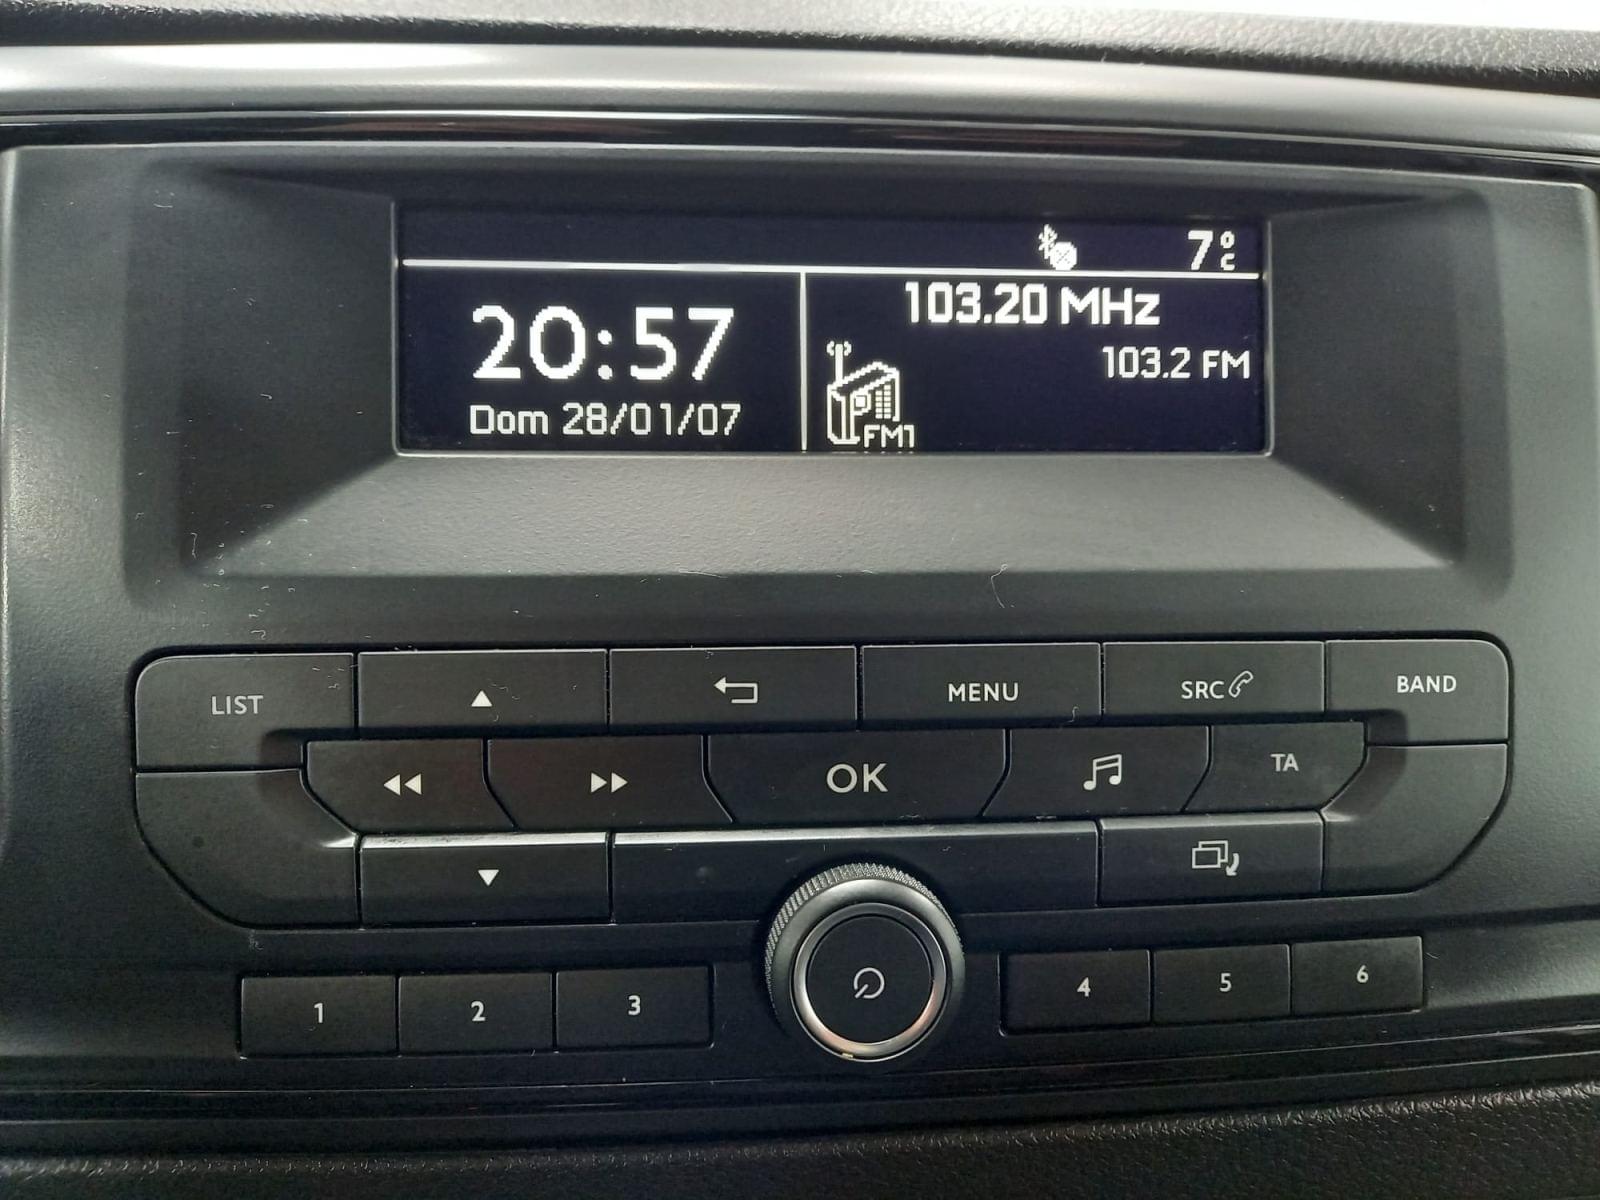 7°C
20:57
Dom 28/01/07
103.20 MHz
103.2 FM
FM1
LIST
MENU
SRC
BAND
OK
TA
1
2
3
4
5
6